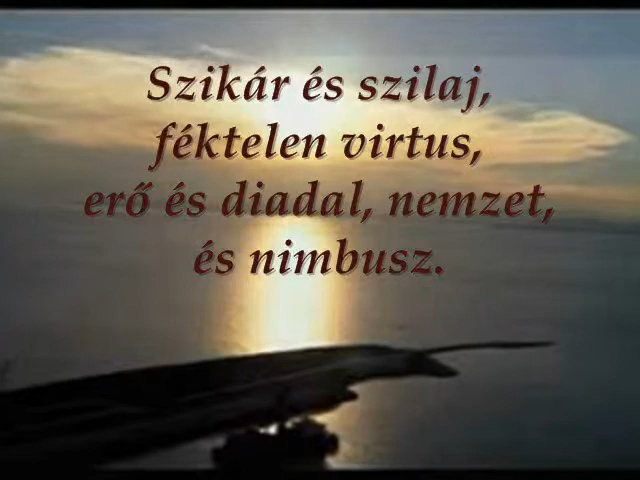 Szikár és szilaj,
féktelen virtus,
erő és diadal, nemzet,
és nimbusz.